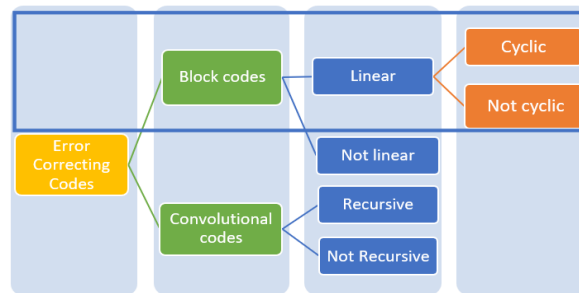 Cyclic
Block codes
Linear
Not cyclic
Error
Correcting
Codes
Not linear
Recursive
Convolutional
codes
Not Recursive